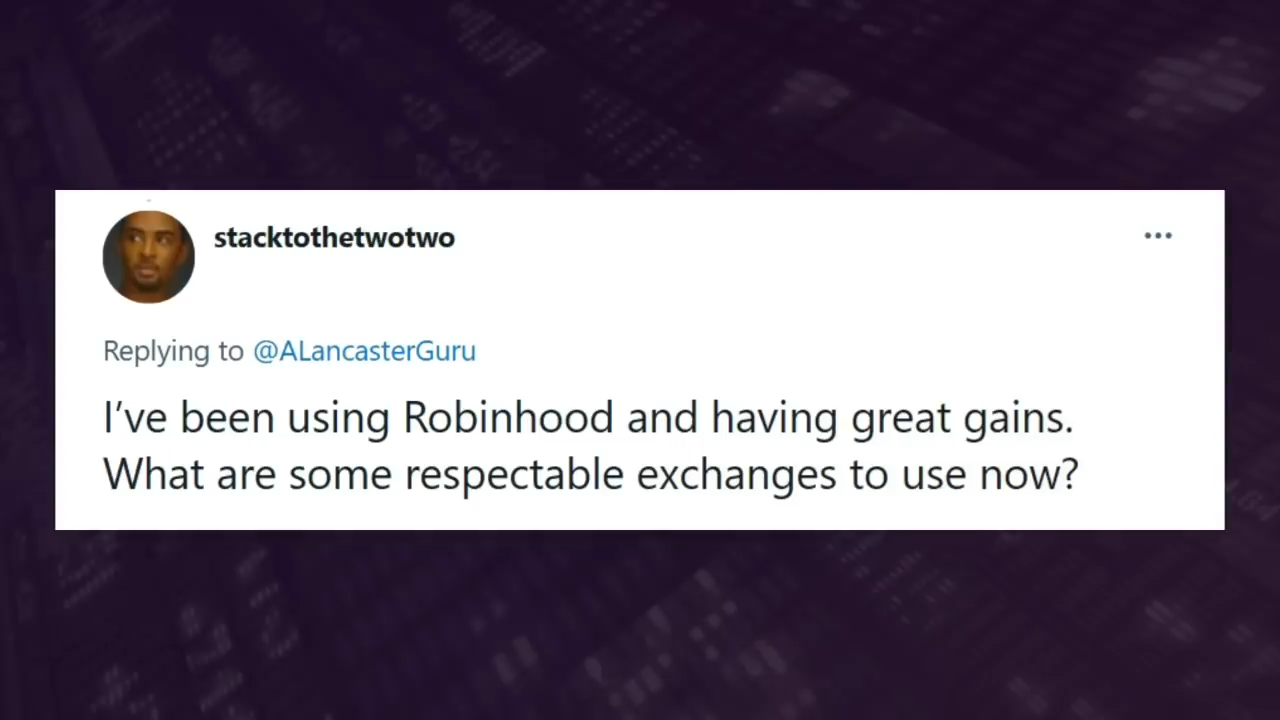 stacktothetwotwo
Replying to @ALancasterGuru
I’ve been using Robinhood and having great gains.
What are some respectable exchanges to use now?